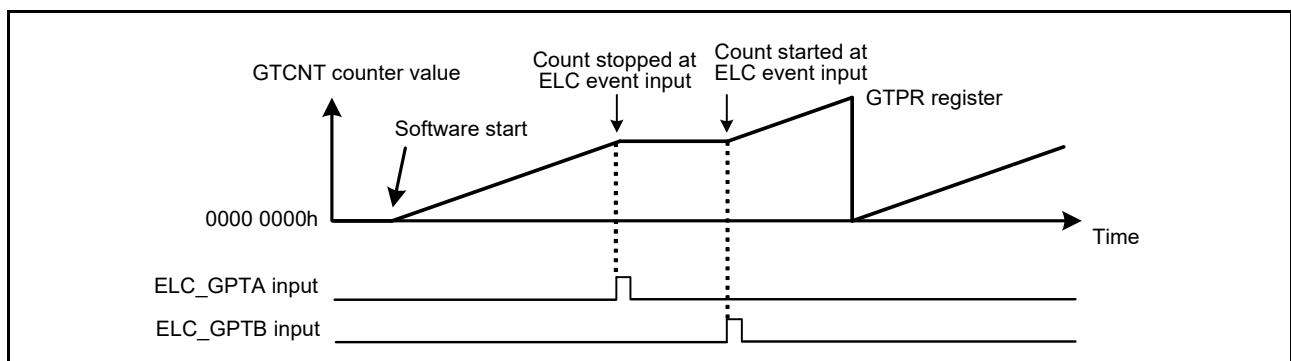 GTCNT counter value
Software start
Count stopped at
ELC event input
Count started at
ELC event input
GTPR register
0000 0000h
Time
ELC_GPTA input
ELC_GPTB input